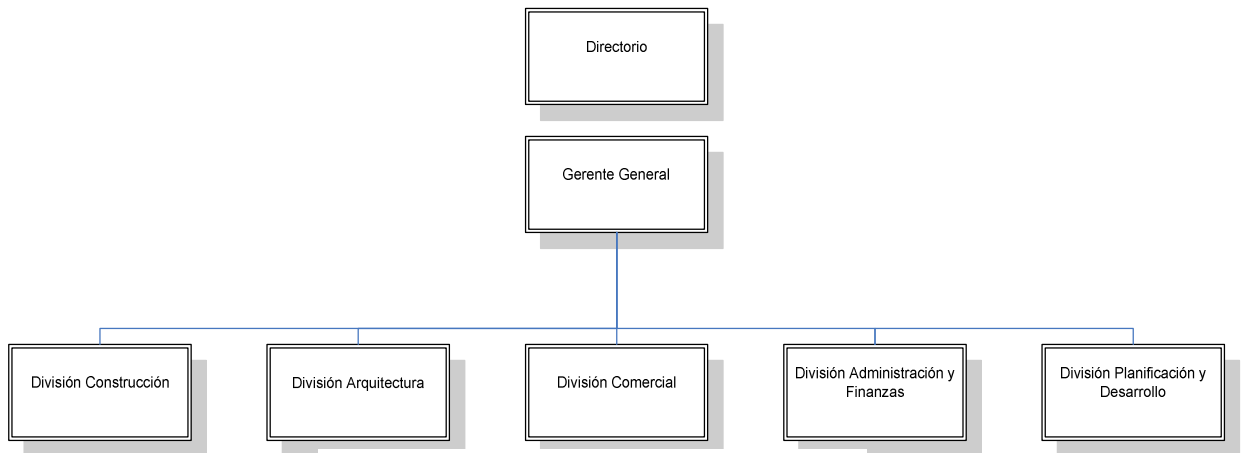 Directorio
Gerente General
División Construcción
División Arquitectura
División Comercial
División Administración y
Finanzas
División Planificación y
Desarrollo